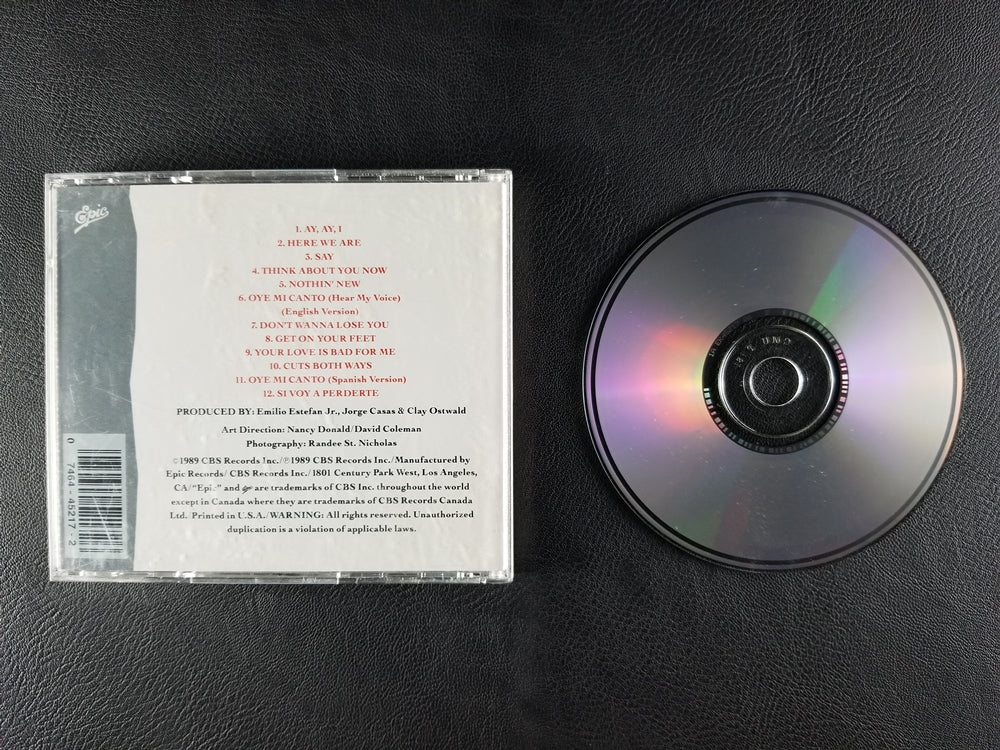 Epic
1. AY, AY, I
2. HERE WE ARE
3. SAY
4. THINK ABOUT YOU NOW
5. NOTHIN' NEW
6. OYE MI CANTO (Hear My Voice)
(English Version)
7. DON'T WANNA LOSE YOU
8. GET ON YOUR FEET
9. YOUR LOVE IS BAD FOR ME
10. CUTS BOTH WAYS
11. OYE MI CANTO (Spanish Version)
12. SI VOY A PERDERTE
PRODUCED BY: Emilio Estefan Jr., Jorge Casas & Clay Ostwald
Art Direction: Nancy Donald/David Coleman
Photography: Randee St. Nicholas
©1989 CBS Records Inc./℗1989 CBS Records Inc./Manufactured by
Epic Records/ CBS Records Inc./1801 Century Park West, Los Angeles,
CA/"Epic" and are trademarks of CBS Inc. throughout the world
except in Canada where they are trademarks of CBS Records Canada
Ltd. Printed in U.S.A./WARNING: All rights reserved. Unauthorized
duplication is a violation of applicable laws.
0 7464-45217-2